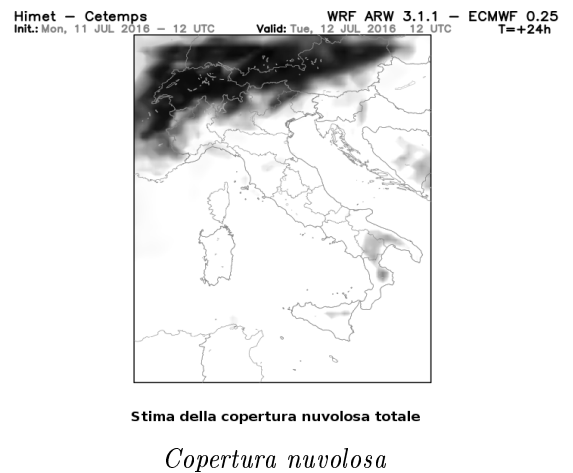 Himet – Cetemps WRF ARW 3.1.1 – ECMWF 0.25
Init.: Mon, 11 JUL 2016 – 12 UTC Valid: Tue, 12 JUL 2016 12 UTC T=+24h
Stima della copertura nuvolosa totale
Copertura nuvolosa